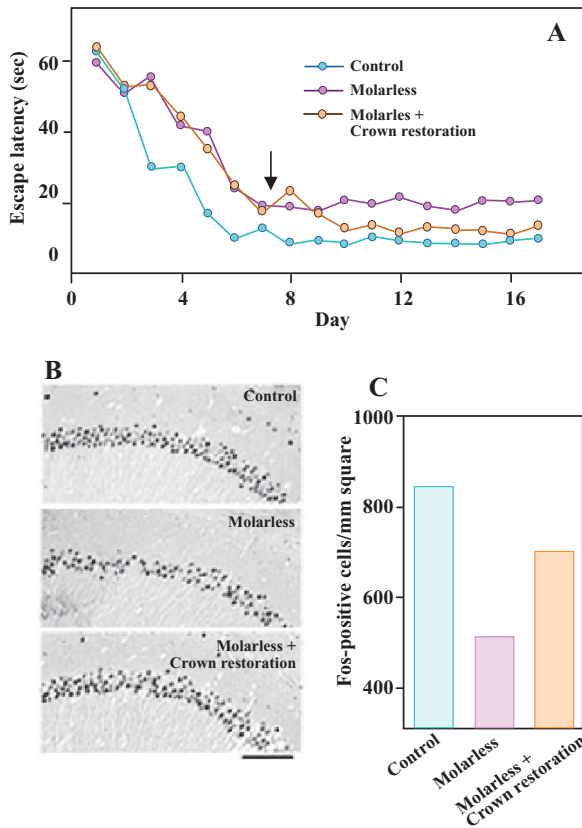 A
Escape latency (sec)
60
40
20
0
Control
Molarless
Molarles +
Crown restoration
0
4
8
12
16
Day
B
Control
Molarless
Molarless +
Crown restoration
C
Fos-positive cells/mm square
1000
800
600
400
Control
Molarless
Molarless +
Crown restoration